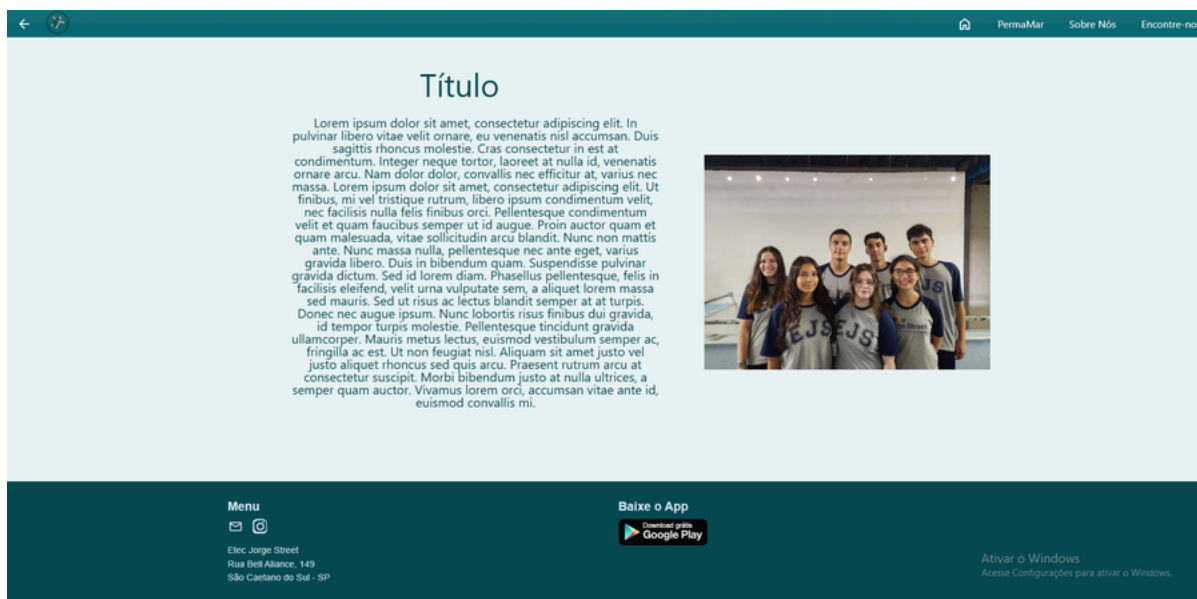 PermaMar
Sobre Nós
Encontre-no
Título
Lorem ipsum dolor sit amet, consectetur adipiscing elit. In
pulvinar libero vitae velit ornare, eu venenatis nisl accumsan. Duis
sagittis rhoncus molestie. Cras consectetur in est at
condimentum. Integer neque tortor, laoreet at nulla id, venenatis
ornare arcu. Nam dolor dolor, convallis nec efficitur at, varius nec
massa. Lorem ipsum dolor sit amet, consectetur adipiscing elit. Ut
finibus, mi vel tristique rutrum, libero ipsum condimentum velit,
nec facilisis nulla felis finibus orci. Pellentesque condimentum
velit et quam faucibus semper ut id augue. Proin auctor quam et
quam malesuada, vitae sollicitudin arcu blandit. Nunc non mattis
ante. Nunc massa nulla, pellentesque nec ante eget, varius
gravida libero. Duis in bibendum quam. Suspendisse pulvinar
gravida dictum. Sed id lorem diam. Phasellus pellentesque, felis in
facilisis eleifend, velit urna vulputate sem, a aliquet lorem massa
sed mauris. Sed ut risus ac lectus blandit semper at at turpis.
Donec nec augue ipsum. Nunc lobortis risus finibus dui gravida,
id tempor turpis molestie. Pellentesque tincidunt gravida
ullamcorper. Mauris metus lectus, euismod vestibulum semper ac,
fringilla ac est. Ut non feugiat nisl. Aliquam sit amet justo vel
justo aliquet rhoncus sed quis arcu. Praesent rutrum arcu at
consectetur suscipit. Morbi bibendum justo at nulla ultrices, a
semper quam auctor. Vivamus lorem orci, accumsan vitae ante id,
euismod convallis mi.
EJS
EJS
JS
Street
Menu
Etec Jorge Street
Rua Bell Aliance, 149
São Caetano do Sul - SP
Baixe o App
Download grátis
Google Play
Ativar o Windows
Acesse Configurações para ativar o Windows.